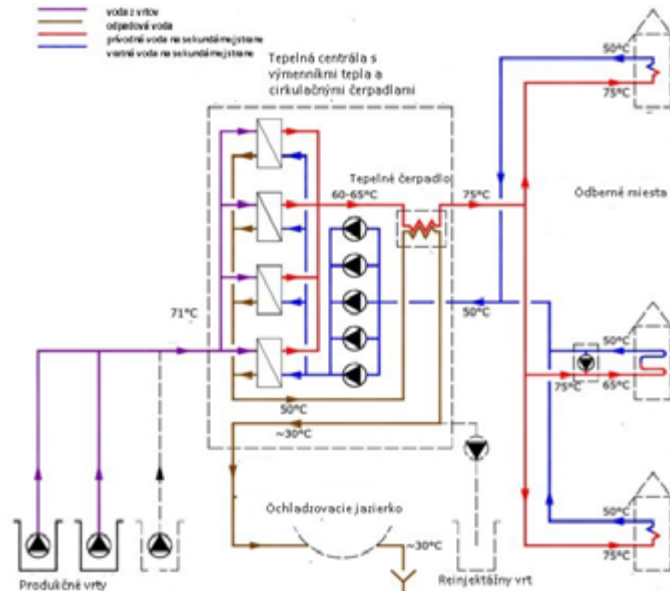 voda z vrtov
odpadová voda
prívodná voda na sekundárnej strane
vratná voda na sekundárnej strane
Tepelná centrála s
výmenníkmi tepla a
cirkulačnými čerpadlami
50°C
75°C
Tepelné čerpadlo
60-65°C
75°C
Odberné miesta
71°C
50°C
50°C
75°C
65°C
50°C
~30°C
Ochladzovacie jazierko
50°C
~30°C
75°C
Produkčné vrty
Reinjektážny vrt